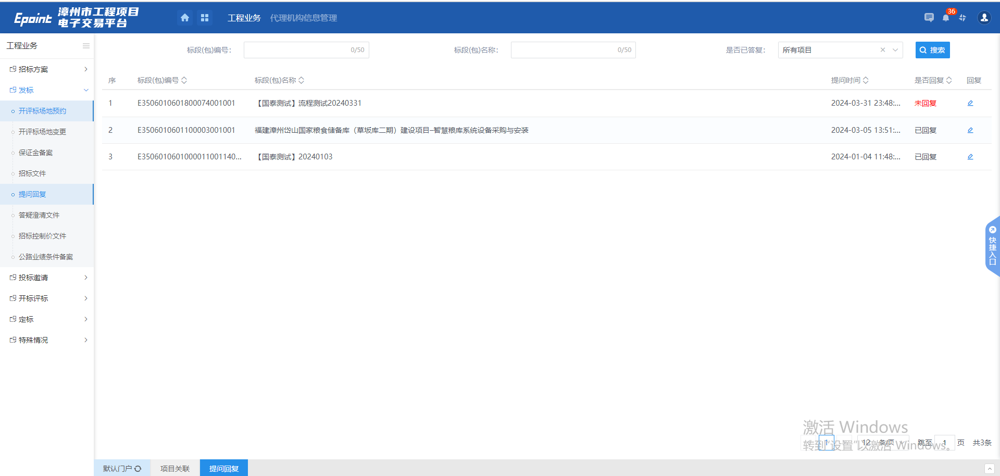 Epoint 漳州市工程项目
电子交易平台
工程业务 代理机构信息管理
36
工程业务
招标方案
发标
开评标场地预约
开评标场地变更
保证金备案
招标文件
提问回复
答疑澄清文件
招标控制价文件
公路业绩条件备案
投标邀请
开标评标
定标
特殊情况
标段(包)编号: 0/50 标段(包)名称: 0/50 是否已答复: 所有项目 搜索
序 标段(包)编号 标段(包)名称 提问时间 是否回复 回复
1 E3506010601800074001001 【国泰测试】流程测试20240331 2024-03-31 23:48:... 未回复
2 E3506010601100003001001 福建漳州岱山国家粮食储备库（草坂库二期）建设项目-智慧粮库系统设备采购与安装 2024-03-05 13:51:... 已回复
3 E3506010601000011001140... 【国泰测试】20240103 2024-01-04 11:48:... 已回复
快捷入口
激活 Windows
转到"设置"以激活 Windows。
1 12 条/页 跳至 1 页 共3条
默认门户 项目关联 提问回复